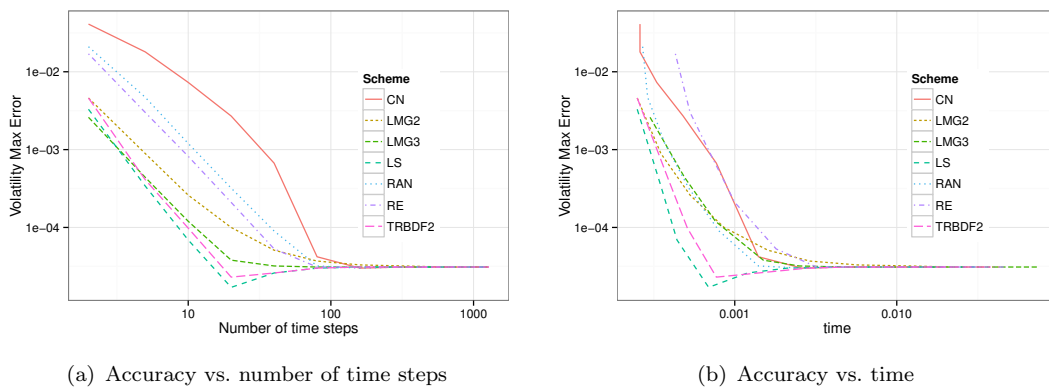 1e−02
1e−03
1e−04
Volatility Max Error
10
100
1000
Number of time steps
Scheme
CN
LMG2
LMG3
LS
RAN
RE
TRBDF2
(a) Accuracy vs. number of time steps
1e−02
1e−03
1e−04
Volatility Max Error
0.001
0.010
time
Scheme
CN
LMG2
LMG3
LS
RAN
RE
TRBDF2
(b) Accuracy vs. time